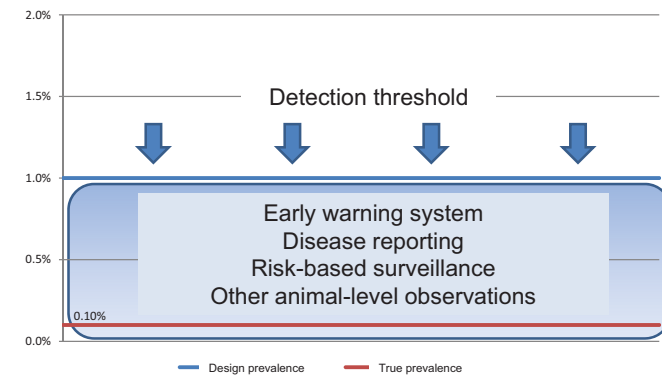 2.0%
Detection threshold
1.5%
1.0%
Early warning system
Disease reporting
Risk-based surveillance
0.5%
Other animal-level observations
0.10%
0.0%
Design prevalence
True prevalence